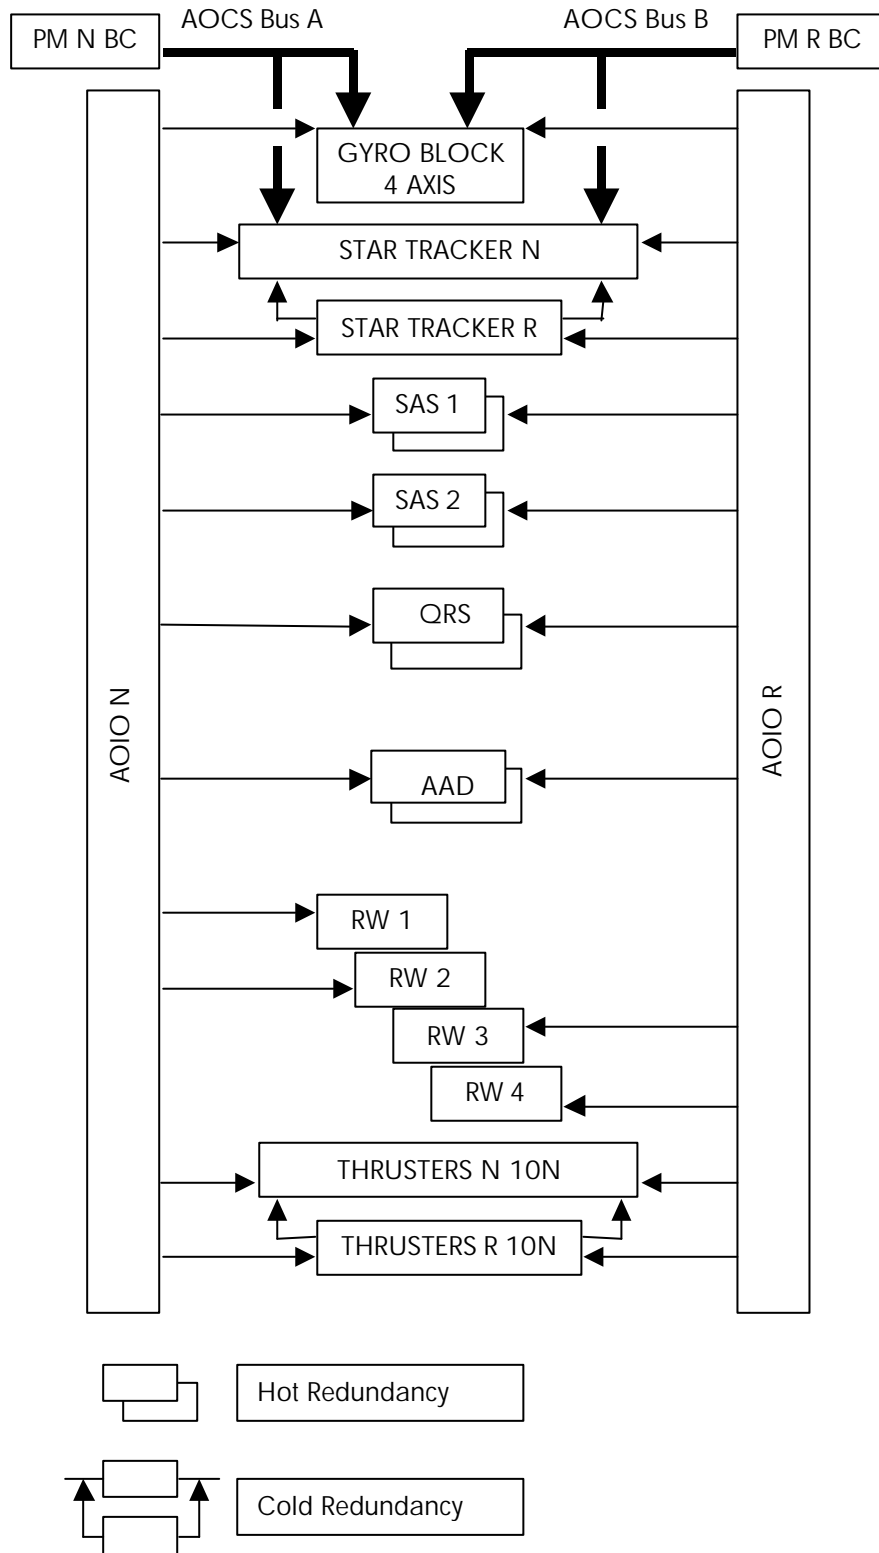 AOCS Bus A
AOCS Bus B
PM N BC
PM R BC
GYRO BLOCK
4 AXIS
STAR TRACKER N
STAR TRACKER R
SAS 1
SAS 2
QRS
AOIO N
AOIO R
AAD
RW 1
RW 2
RW 3
RW 4
THRUSTERS N 10N
THRUSTERS R 10N
Hot Redundancy
Cold Redundancy